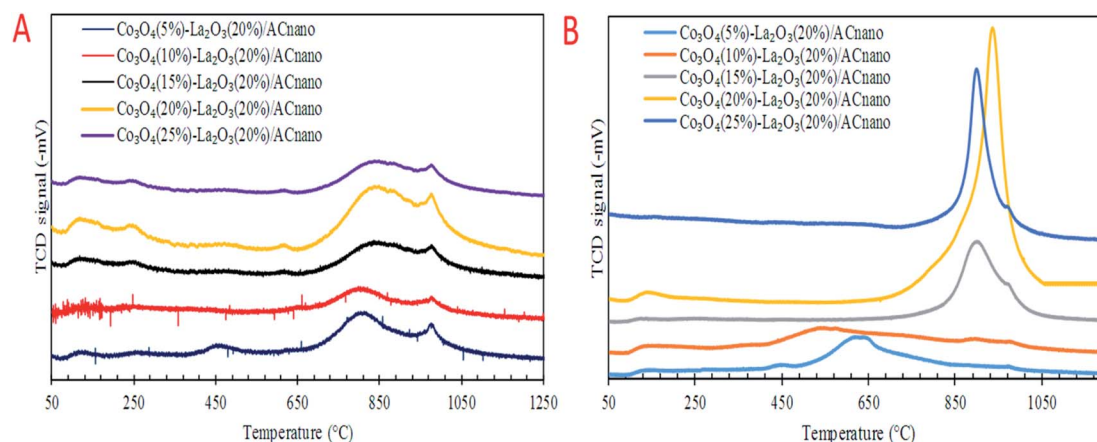 A
Co₃O₄(5%)-La₂O₃(20%)/ACnano
Co₃O₄(10%)-La₂O₃(20%)/ACnano
Co₃O₄(15%)-La₂O₃(20%)/ACnano
Co₃O₄(20%)-La₂O₃(20%)/ACnano
Co₃O₄(25%)-La₂O₃(20%)/ACnano
TCD signal (-mV)
50 250 450 650 850 1050 1250
Temperature (°C)
B
Co₃O₄(5%)-La₂O₃(20%)/ACnano
Co₃O₄(10%)-La₂O₃(20%)/ACnano
Co₃O₄(15%)-La₂O₃(20%)/ACnano
Co₃O₄(20%)-La₂O₃(20%)/ACnano
Co₃O₄(25%)-La₂O₃(20%)/ACnano
TCD signal (-mV)
50 250 450 650 850 1050
Temperature (°C)